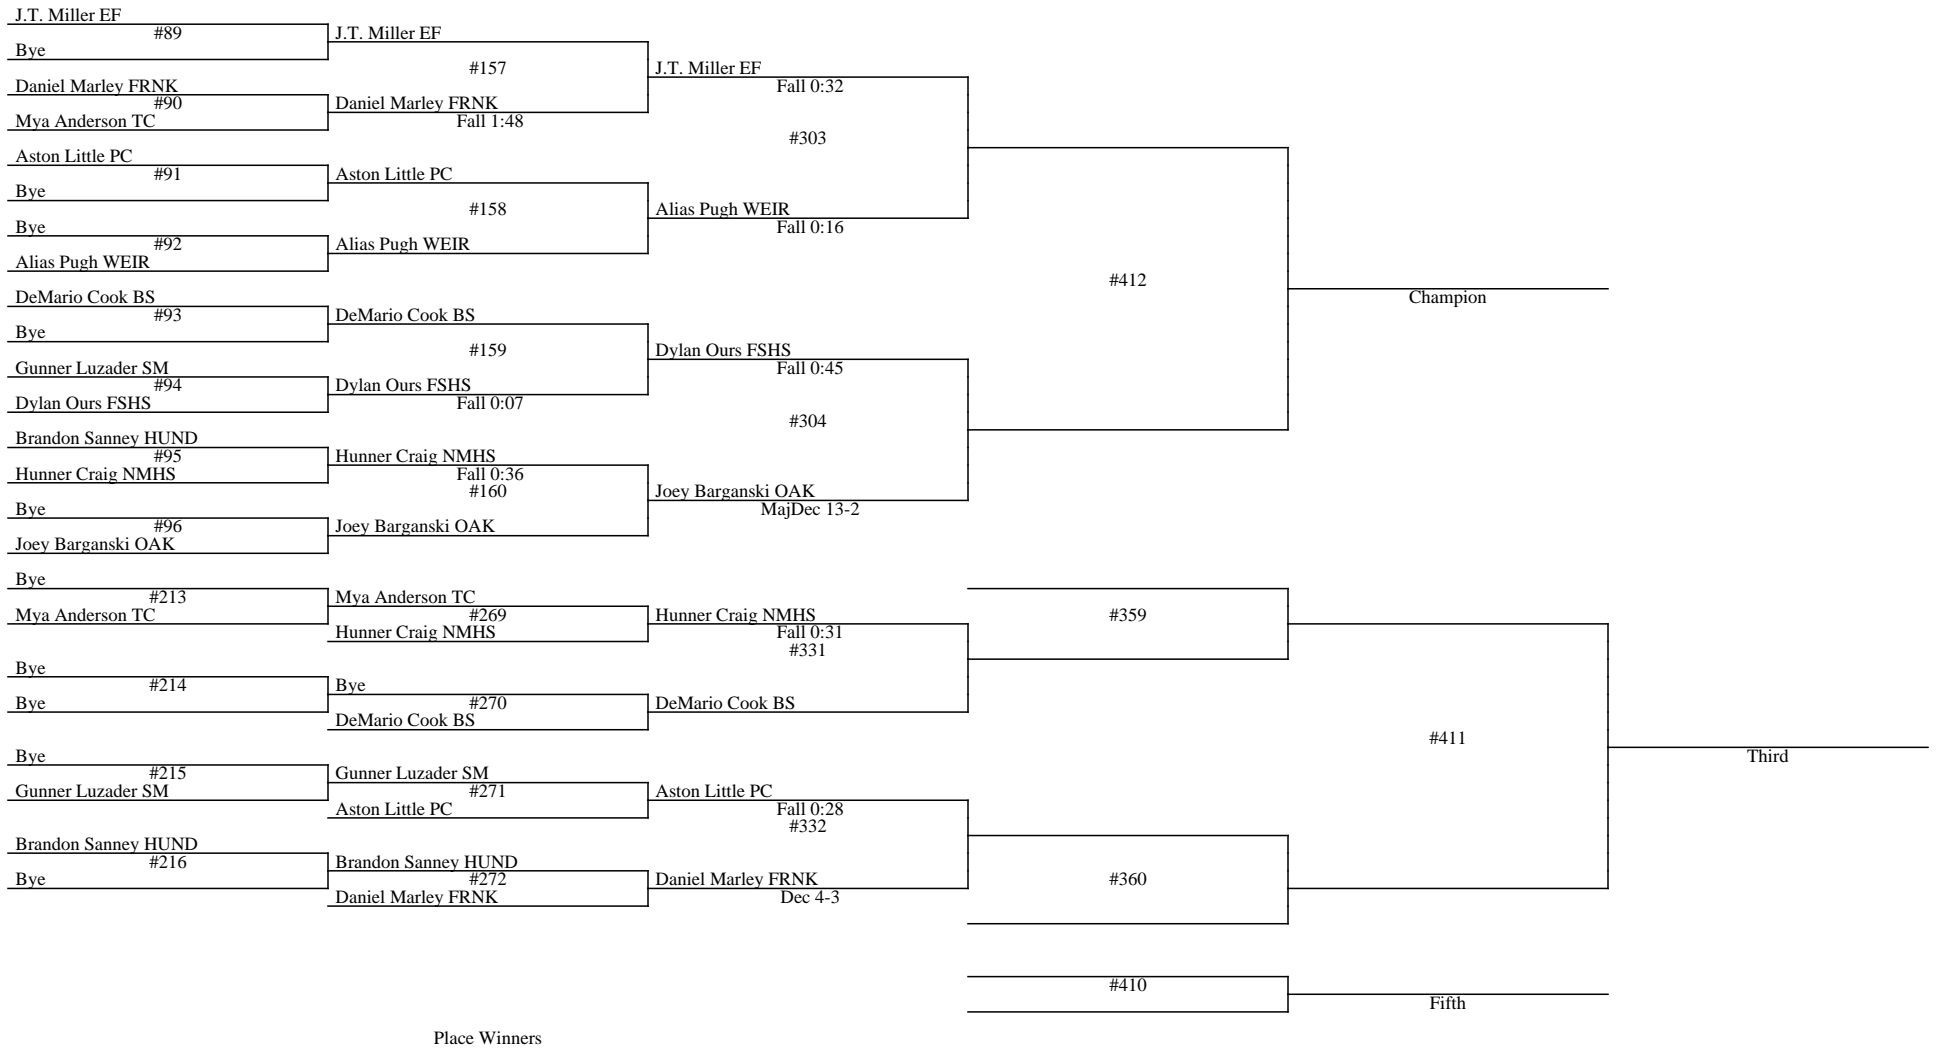 J.T. Miller EF
#89
Bye
Daniel Marley FRNK
#90
Mya Anderson TC
Aston Little PC
#91
Bye
Bye
#92
Alias Pugh WEIR
DeMario Cook BS
#93
Bye
Gunner Luzader SM
#94
Dylan Ours FSHS
Brandon Sanney HUND
#95
Hunner Craig NMHS
Bye
#96
Joey Barganski OAK
J.T. Miller EF
#157
Daniel Marley FRNK
Fall 1:48
Aston Little PC
#158
Alias Pugh WEIR
DeMario Cook BS
#159
Dylan Ours FSHS
Fall 0:07
Hunner Craig NMHS
Fall 0:36
#160
Joey Barganski OAK
J.T. Miller EF
Fall 0:32
#303
Alias Pugh WEIR
Fall 0:16
Dylan Ours FSHS
Fall 0:45
#304
Joey Barganski OAK
MajDec 13-2
#412
Champion
Bye
#213
Mya Anderson TC
Bye
#214
Bye
Bye
#215
Gunner Luzader SM
Brandon Sanney HUND
#216
Bye
Mya Anderson TC
#269
Hunner Craig NMHS
Bye
#270
DeMario Cook BS
Gunner Luzader SM
#271
Aston Little PC
Brandon Sanney HUND
#272
Daniel Marley FRNK
Hunner Craig NMHS
Fall 0:31
#331
DeMario Cook BS
Aston Little PC
Fall 0:28
#332
Daniel Marley FRNK
Dec 4-3
#359
#360
#411
Third
#410
Fifth
Place Winners